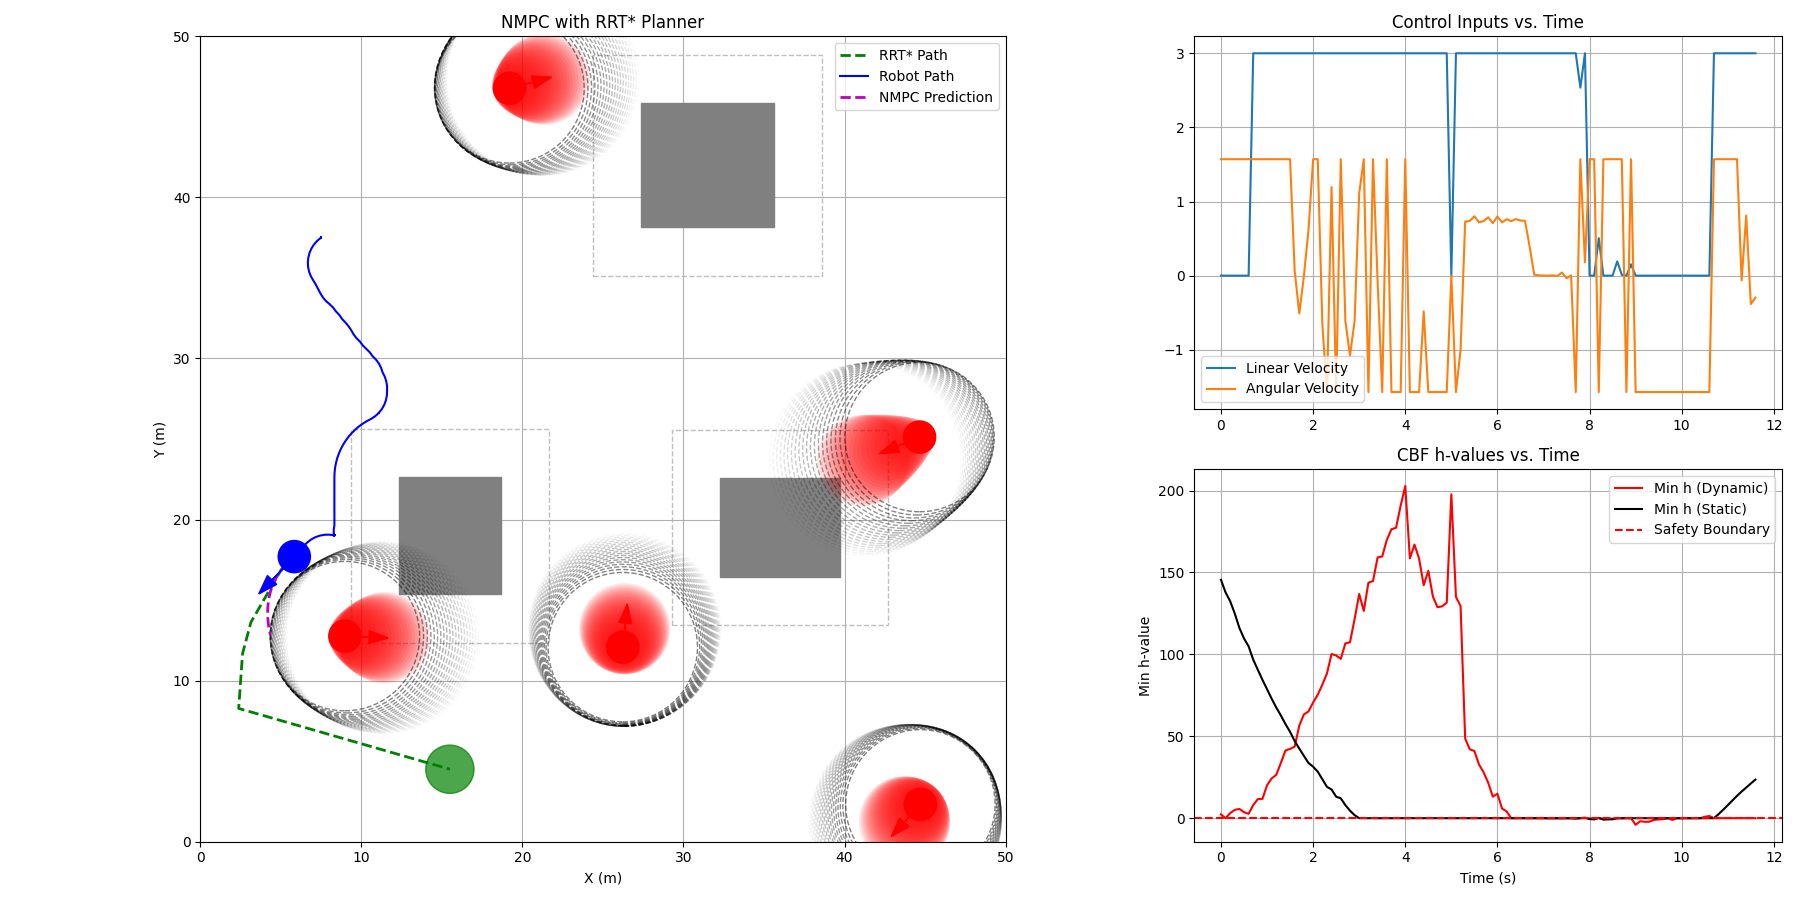 NMPC with RRT* Planner
50
40
30
20
10
0
Y (m)
0
10
20
30
40
50
X (m)
RRT* Path
Robot Path
NMPC Prediction
Control Inputs vs. Time
3
2
1
0
−1
0
2
4
6
8
10
12
Linear Velocity
Angular Velocity
CBF h-values vs. Time
200
150
100
50
0
Min h-value
0
2
4
6
8
10
12
Time (s)
Min h (Dynamic)
Min h (Static)
Safety Boundary